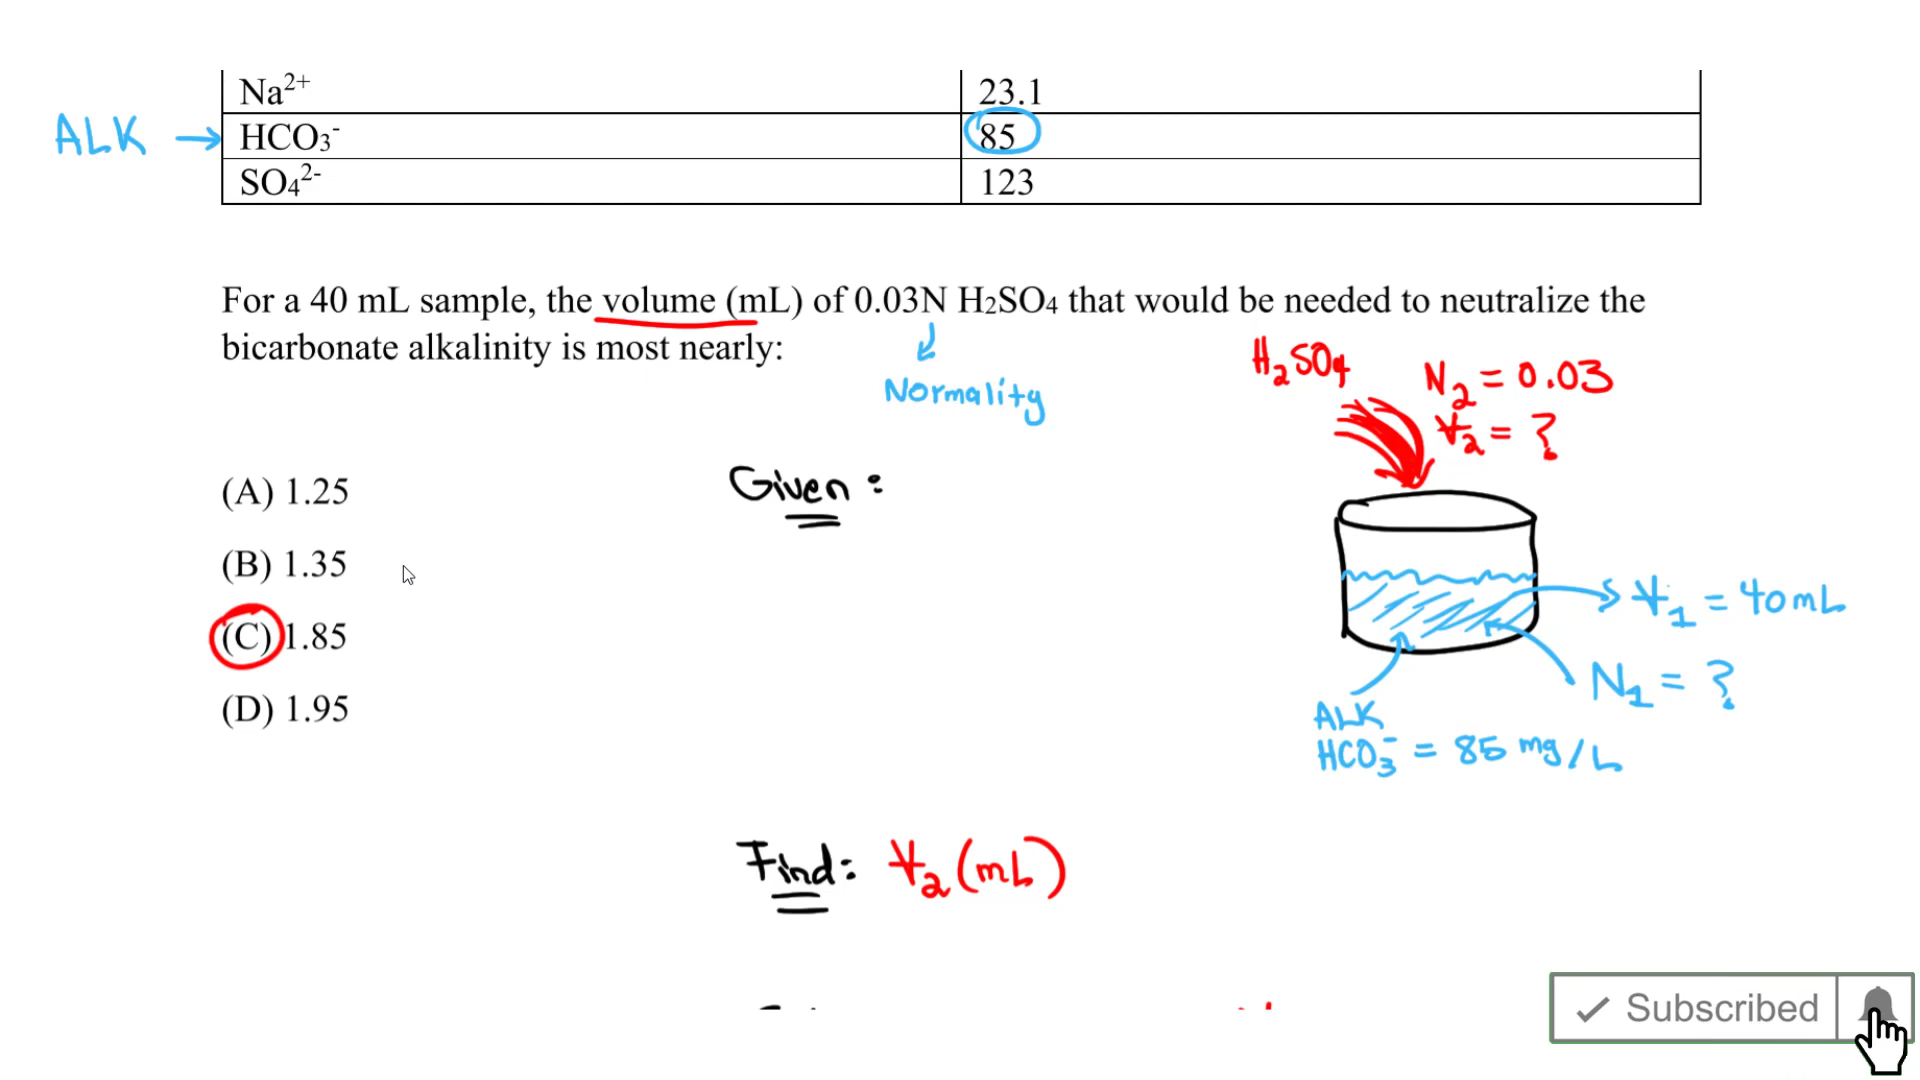 Na²⁺ 23.1
ALK → HCO₃⁻ 85
SO₄²⁻ 123
For a 40 mL sample, the volume (mL) of 0.03N H₂SO₄ that would be needed to neutralize the
bicarbonate alkalinity is most nearly:
Normality
H₂SO₄
N₂ = 0.03
V₂ = ?
Given:
(A) 1.25
(B) 1.35
(C) 1.85
(D) 1.95
V₁ = 40mL
N₁ = ?
ALK
HCO₃⁻ = 85 mg/L
Find: V₂ (mL)
Subscribed